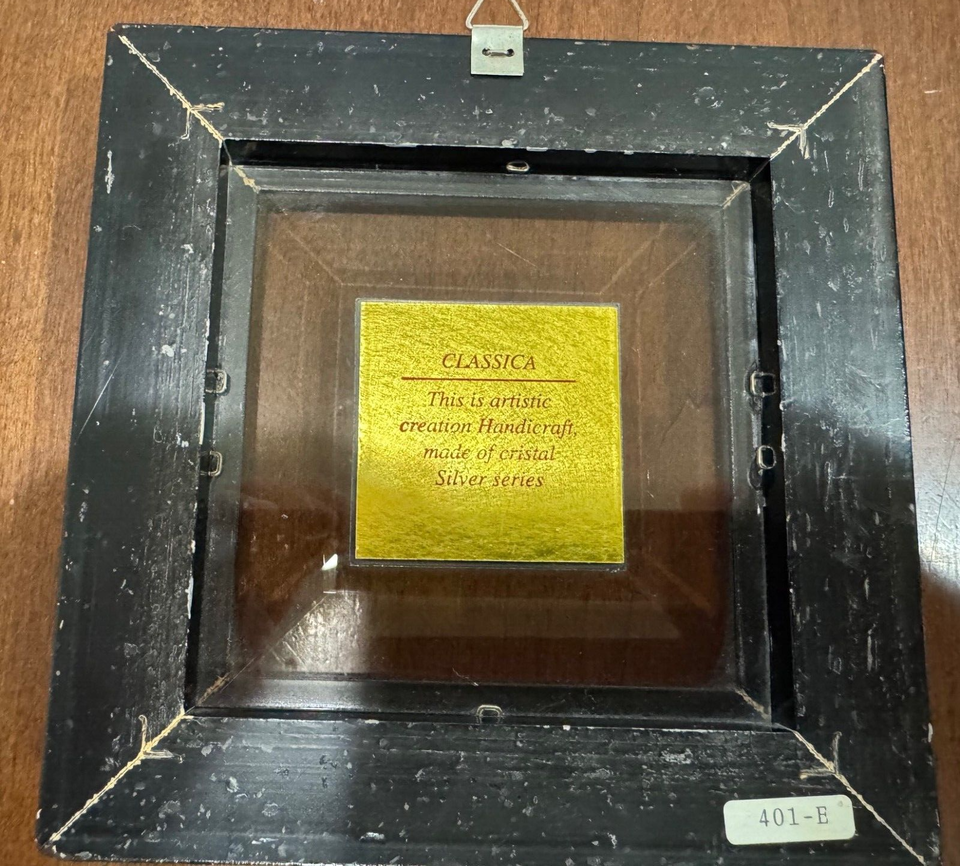 CLASSICA
This is artistic
creation Handicraft,
made of cristal
Silver series
401-E